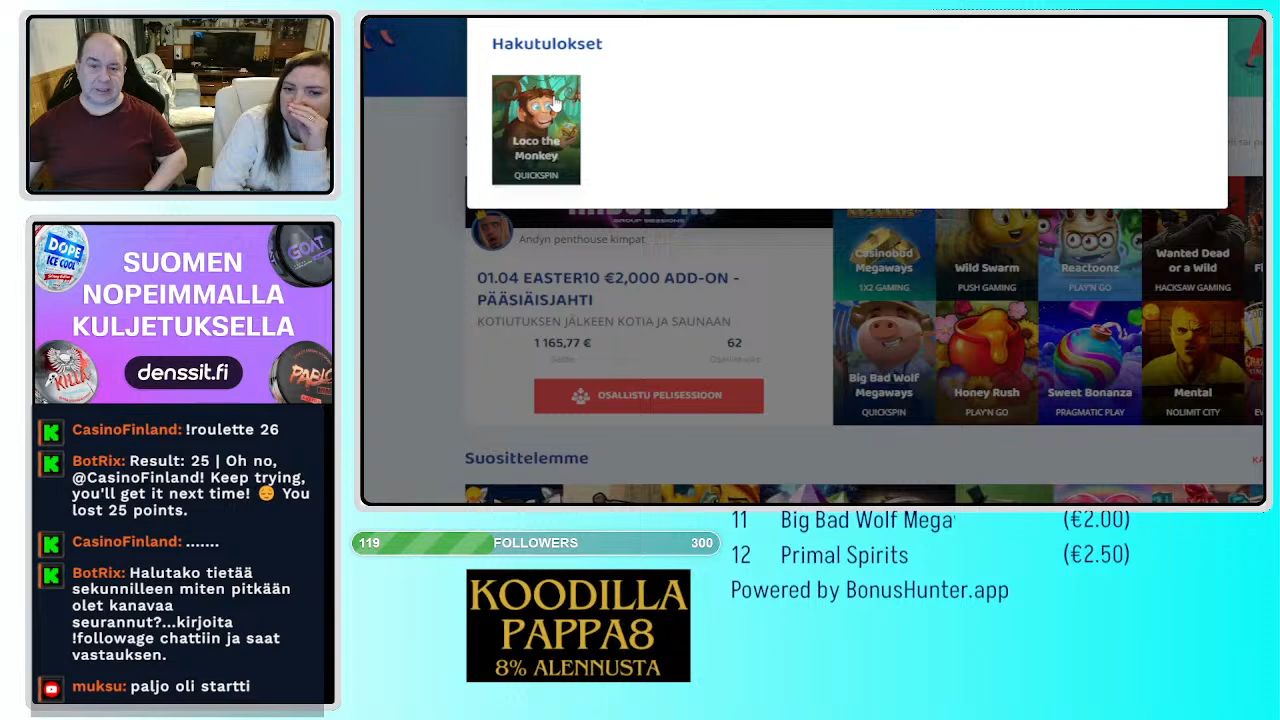 Hakutulokset
Loco the
Monkey
QUICKSPIN
Andyn penthouse kimpat
01.04 EASTER10 €2,000 ADD-ON -
PÄÄSIÄISJAHTI
KOTIUTUKSEN JÄLKEEN KOTIA JA SAUNAAN
1 165,77 €
62
OSALLISTU PELISESSIOON
Casinobud
Megaways
1X2 GAMING
Wild Swarm
PUSH GAMING
Reactoonz
PLAY'N GO
Wanted Dead
or a Wild
HACKSAW GAMING
Big Bad Wolf
Megaways
QUICKSPIN
Honey Rush
PLAY'N GO
Sweet Bonanza
PRAGMATIC PLAY
Mental
NOLIMIT CITY
Suosittelemme
DOPE
ICE COOL
GOAT
SUOMEN
NOPEIMMALLA
KULJETUKSELLA
KILLA
denssit.fi
PABLO
CasinoFinland: !roulette 26
BotRix: Result: 25 | Oh no,
@CasinoFinland! Keep trying,
you'll get it next time! 😔 You
lost 25 points.
CasinoFinland: .......
BotRix: Halutako tietää
sekunnilleen miten pitkään
olet kanavaa
seurannut?...kirjoita
!followage chattiin ja saat
vastauksen.
muksu: paljo oli startti
119 FOLLOWERS 300
KOODILLA
PAPPA8
8% ALENNUSTA
11 Big Bad Wolf Mega (€2.00)
12 Primal Spirits (€2.50)
Powered by BonusHunter.app